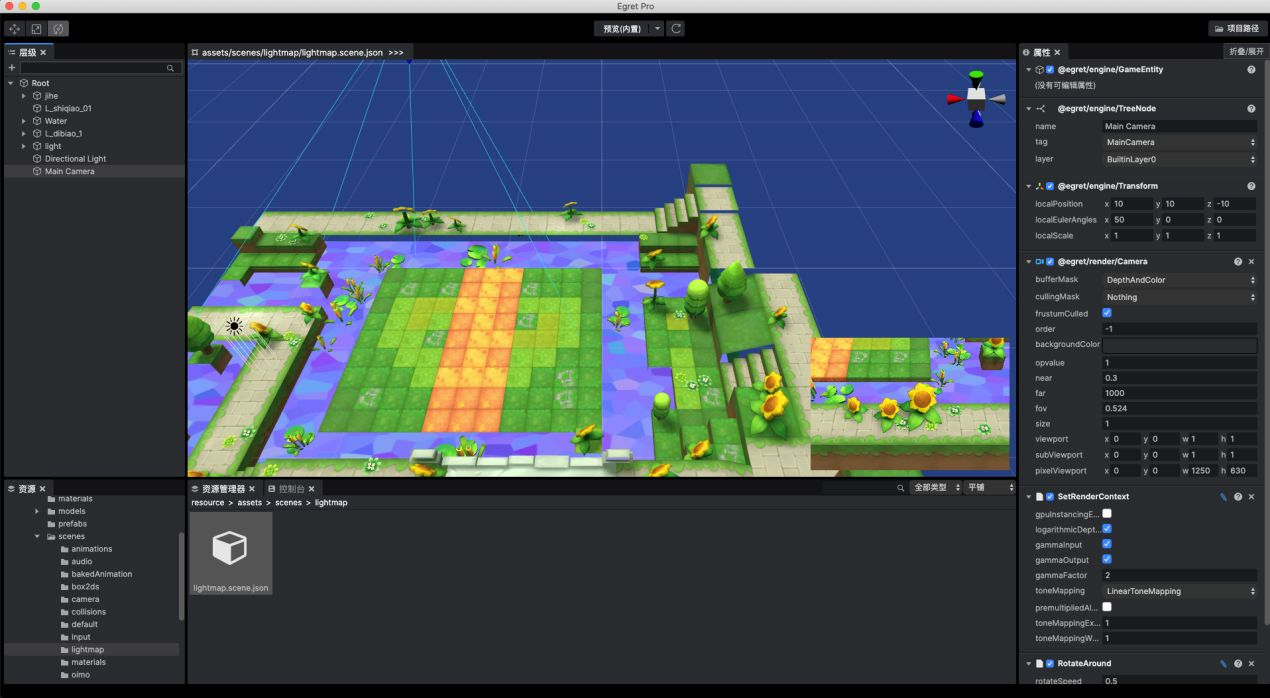 Egret Pro
预览(内置)
项目路径
层级
assets/scenes/lightmap/lightmap.scene.json >>>
属性
折叠/展开
Root
jihe
L_shiqiao_01
Water
L_dibiao_1
light
Directional Light
Main Camera
@egret/engine/GameEntity
(没有可编辑属性)
@egret/engine/TreeNode
name Main Camera
tag MainCamera
layer BuiltinLayer0
@egret/engine/Transform
localPosition x 10 y 10 z -10
localEulerAngles x 50 y 0 z 0
localScale x 1 y 1 z 1
@egret/render/Camera
bufferMask DepthAndColor
cullingMask Nothing
frustumCulled
order -1
backgroundColor
opvalue 1
near 0.3
far 1000
fov 0.524
size 1
viewport x 0 y 0 w 1 h 1
subViewport x 0 y 0 w 1 h 1
pixelViewport x 0 y 0 w 1250 h 630
SetRenderContext
gpuInstancingE...
logarithmicDept...
gammaInput
gammaOutput
gammaFactor 2
toneMapping LinearToneMapping
premultipliedAl...
toneMappingEx... 1
toneMappingW... 1
RotateAround
rotateSpeed 0.5
资源
materials
models
prefabs
scenes
animations
audio
bakedAnimation
box2ds
camera
collisions
default
input
lightmap
materials
oimo
资源管理器
控制台
全部类型
平铺
resource > assets > scenes > lightmap
lightmap.scene.json